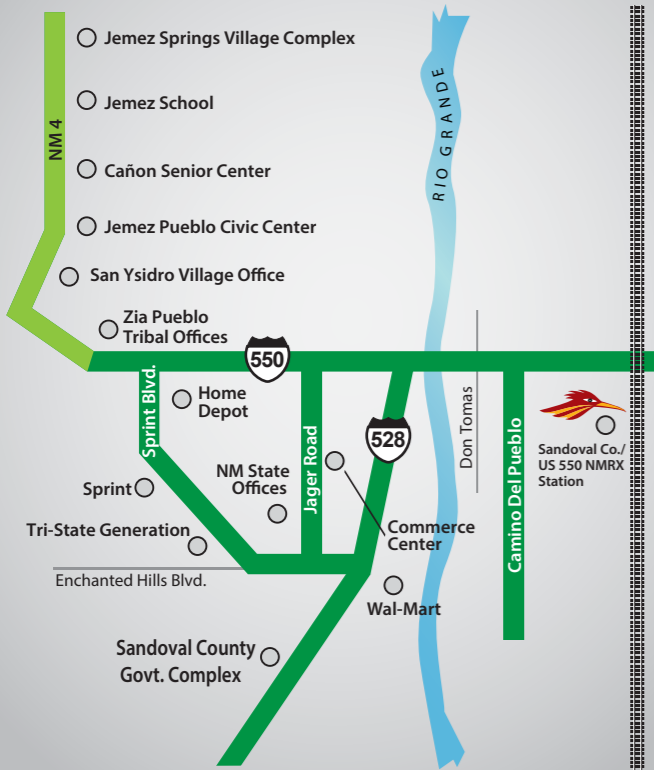 Jemez Springs Village Complex
Jemez School
NM 4
Cañon Senior Center
Jemez Pueblo Civic Center
San Ysidro Village Office
Zia Pueblo
Tribal Offices
RIO GRANDE
550
Sprint Blvd.
Home
Depot
Jager Road
528
Don Tomas
Camino Del Pueblo
Sandoval Co./
US 550 NMRX
Station
NM State
Offices
Sprint
Commerce
Center
Tri-State Generation
Enchanted Hills Blvd.
Wal-Mart
Sandoval County
Govt. Complex